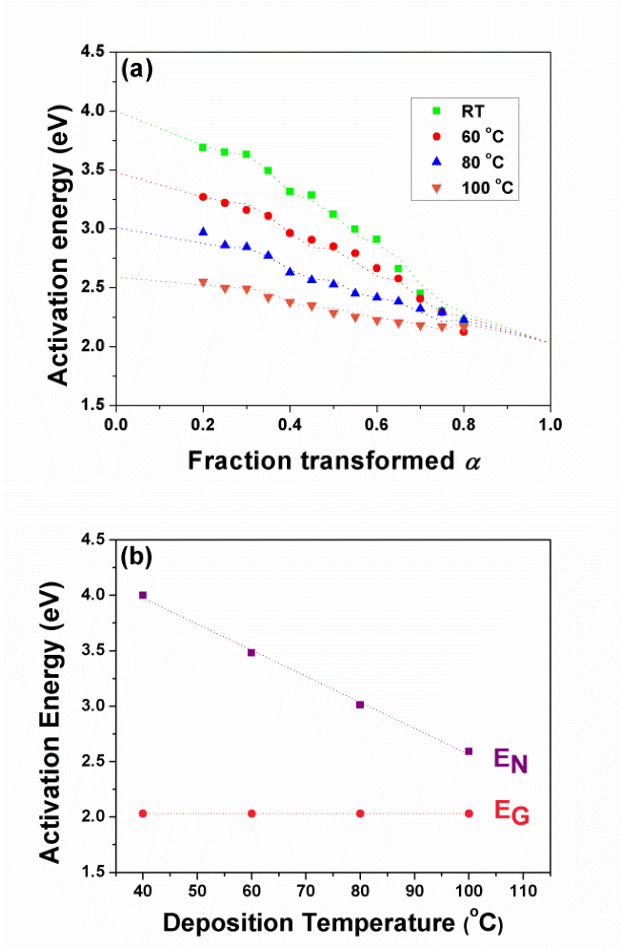 (a)
RT
60 °C
80 °C
100 °C
4.5
4.0
3.5
3.0
2.5
2.0
1.5
Activation energy (eV)
0.0 0.2 0.4 0.6 0.8 1.0
Fraction transformed α
(b)
4.5
4.0
3.5
3.0
2.5
2.0
1.5
Activation Energy (eV)
EN
EG
40 50 60 70 80 90 100 110
Deposition Temperature (°C)